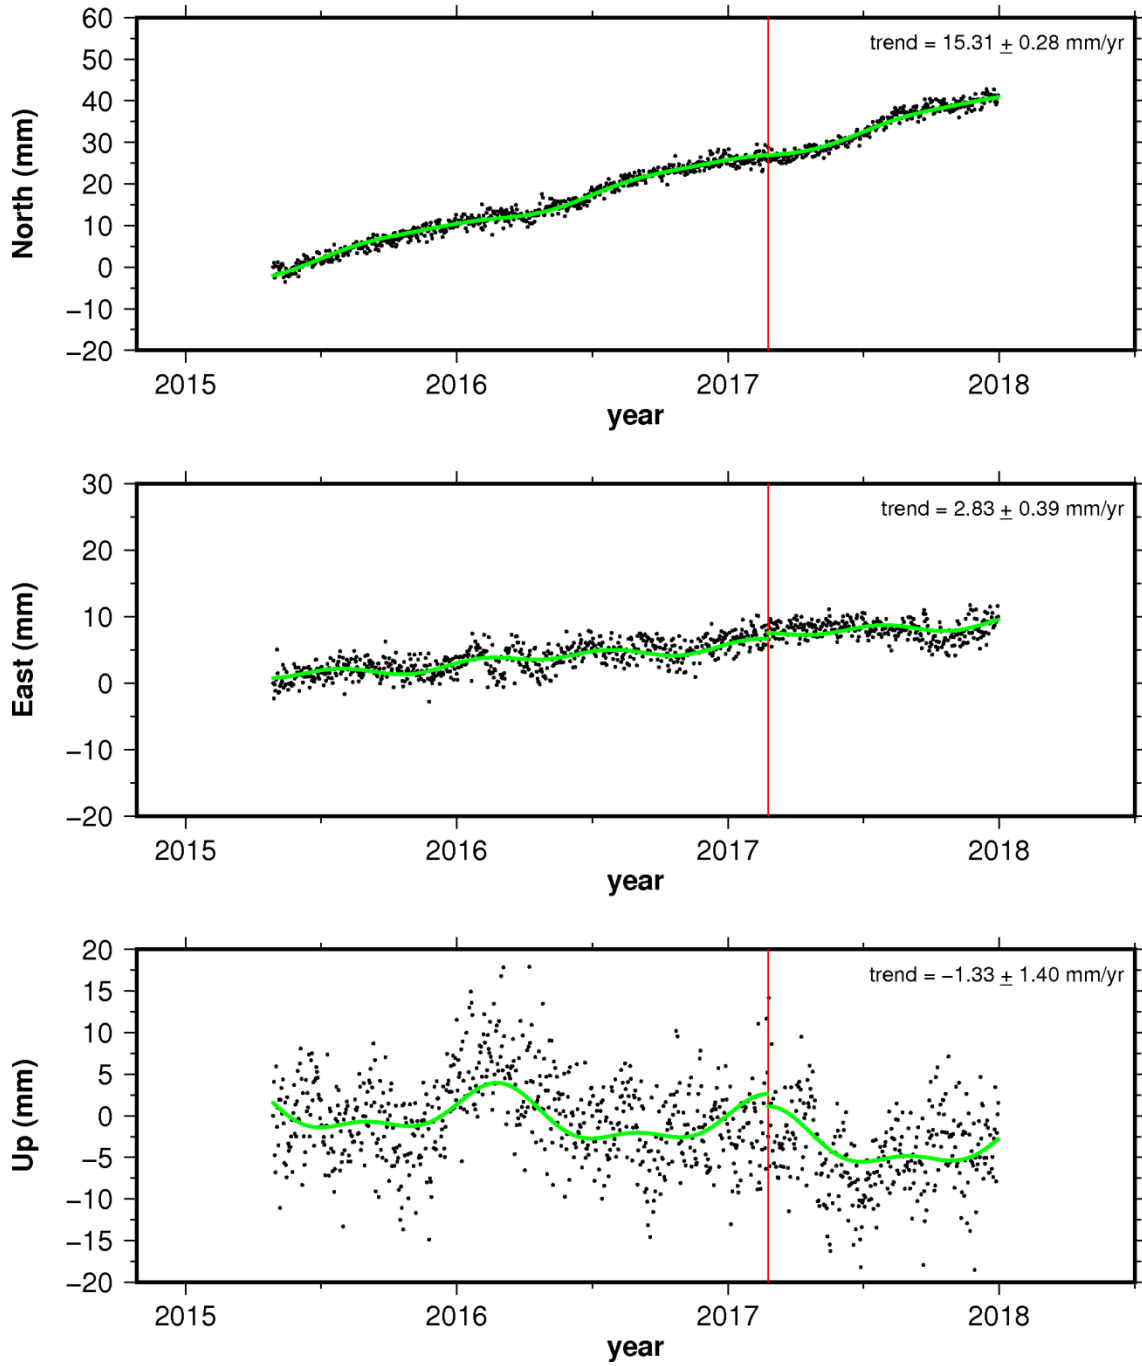 60
50
40
30
20
10
0
−10
−20
North (mm)
trend = 15.31 ± 0.28 mm/yr
2015 2016 2017 2018
year
30
20
10
0
−10
−20
East (mm)
trend = 2.83 ± 0.39 mm/yr
2015 2016 2017 2018
year
20
15
10
5
0
−5
−10
−15
−20
Up (mm)
trend = −1.33 ± 1.40 mm/yr
2015 2016 2017 2018
year